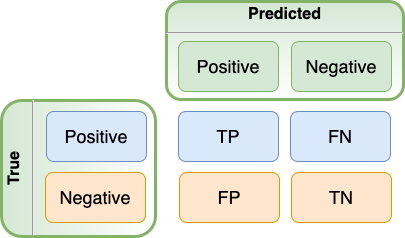 Predicted
Positive Negative
True
Positive TP FN
Negative FP TN